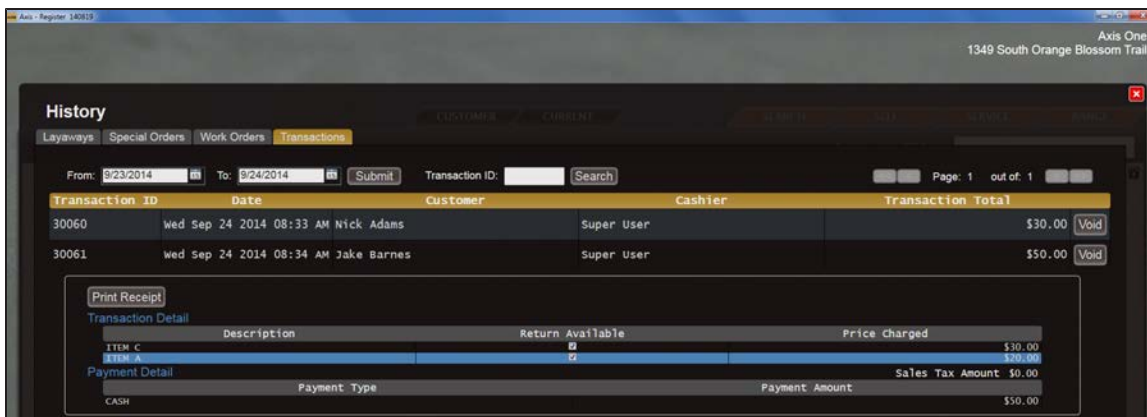 Axis - Register 140819
Axis One
1349 South Orange Blossom Trail
History
CUSTOMER CURRENT SEARCH SERVICE
Layaways Special Orders Work Orders Transactions
From: 9/23/2014 To: 9/24/2014 Submit Transaction ID: Search Page: 1 out of: 1
Transaction ID Date Customer Cashier Transaction Total
30060 Wed Sep 24 2014 08:33 AM Nick Adams Super User $30.00 Void
30061 Wed Sep 24 2014 08:34 AM Jake Barnes Super User $50.00 Void
Print Receipt
Transaction Detail
Description Return Available Price Charged
ITEM C $30.00
ITEM A $20.00
Payment Detail Sales Tax Amount $0.00
Payment Type Payment Amount
CASH $50.00